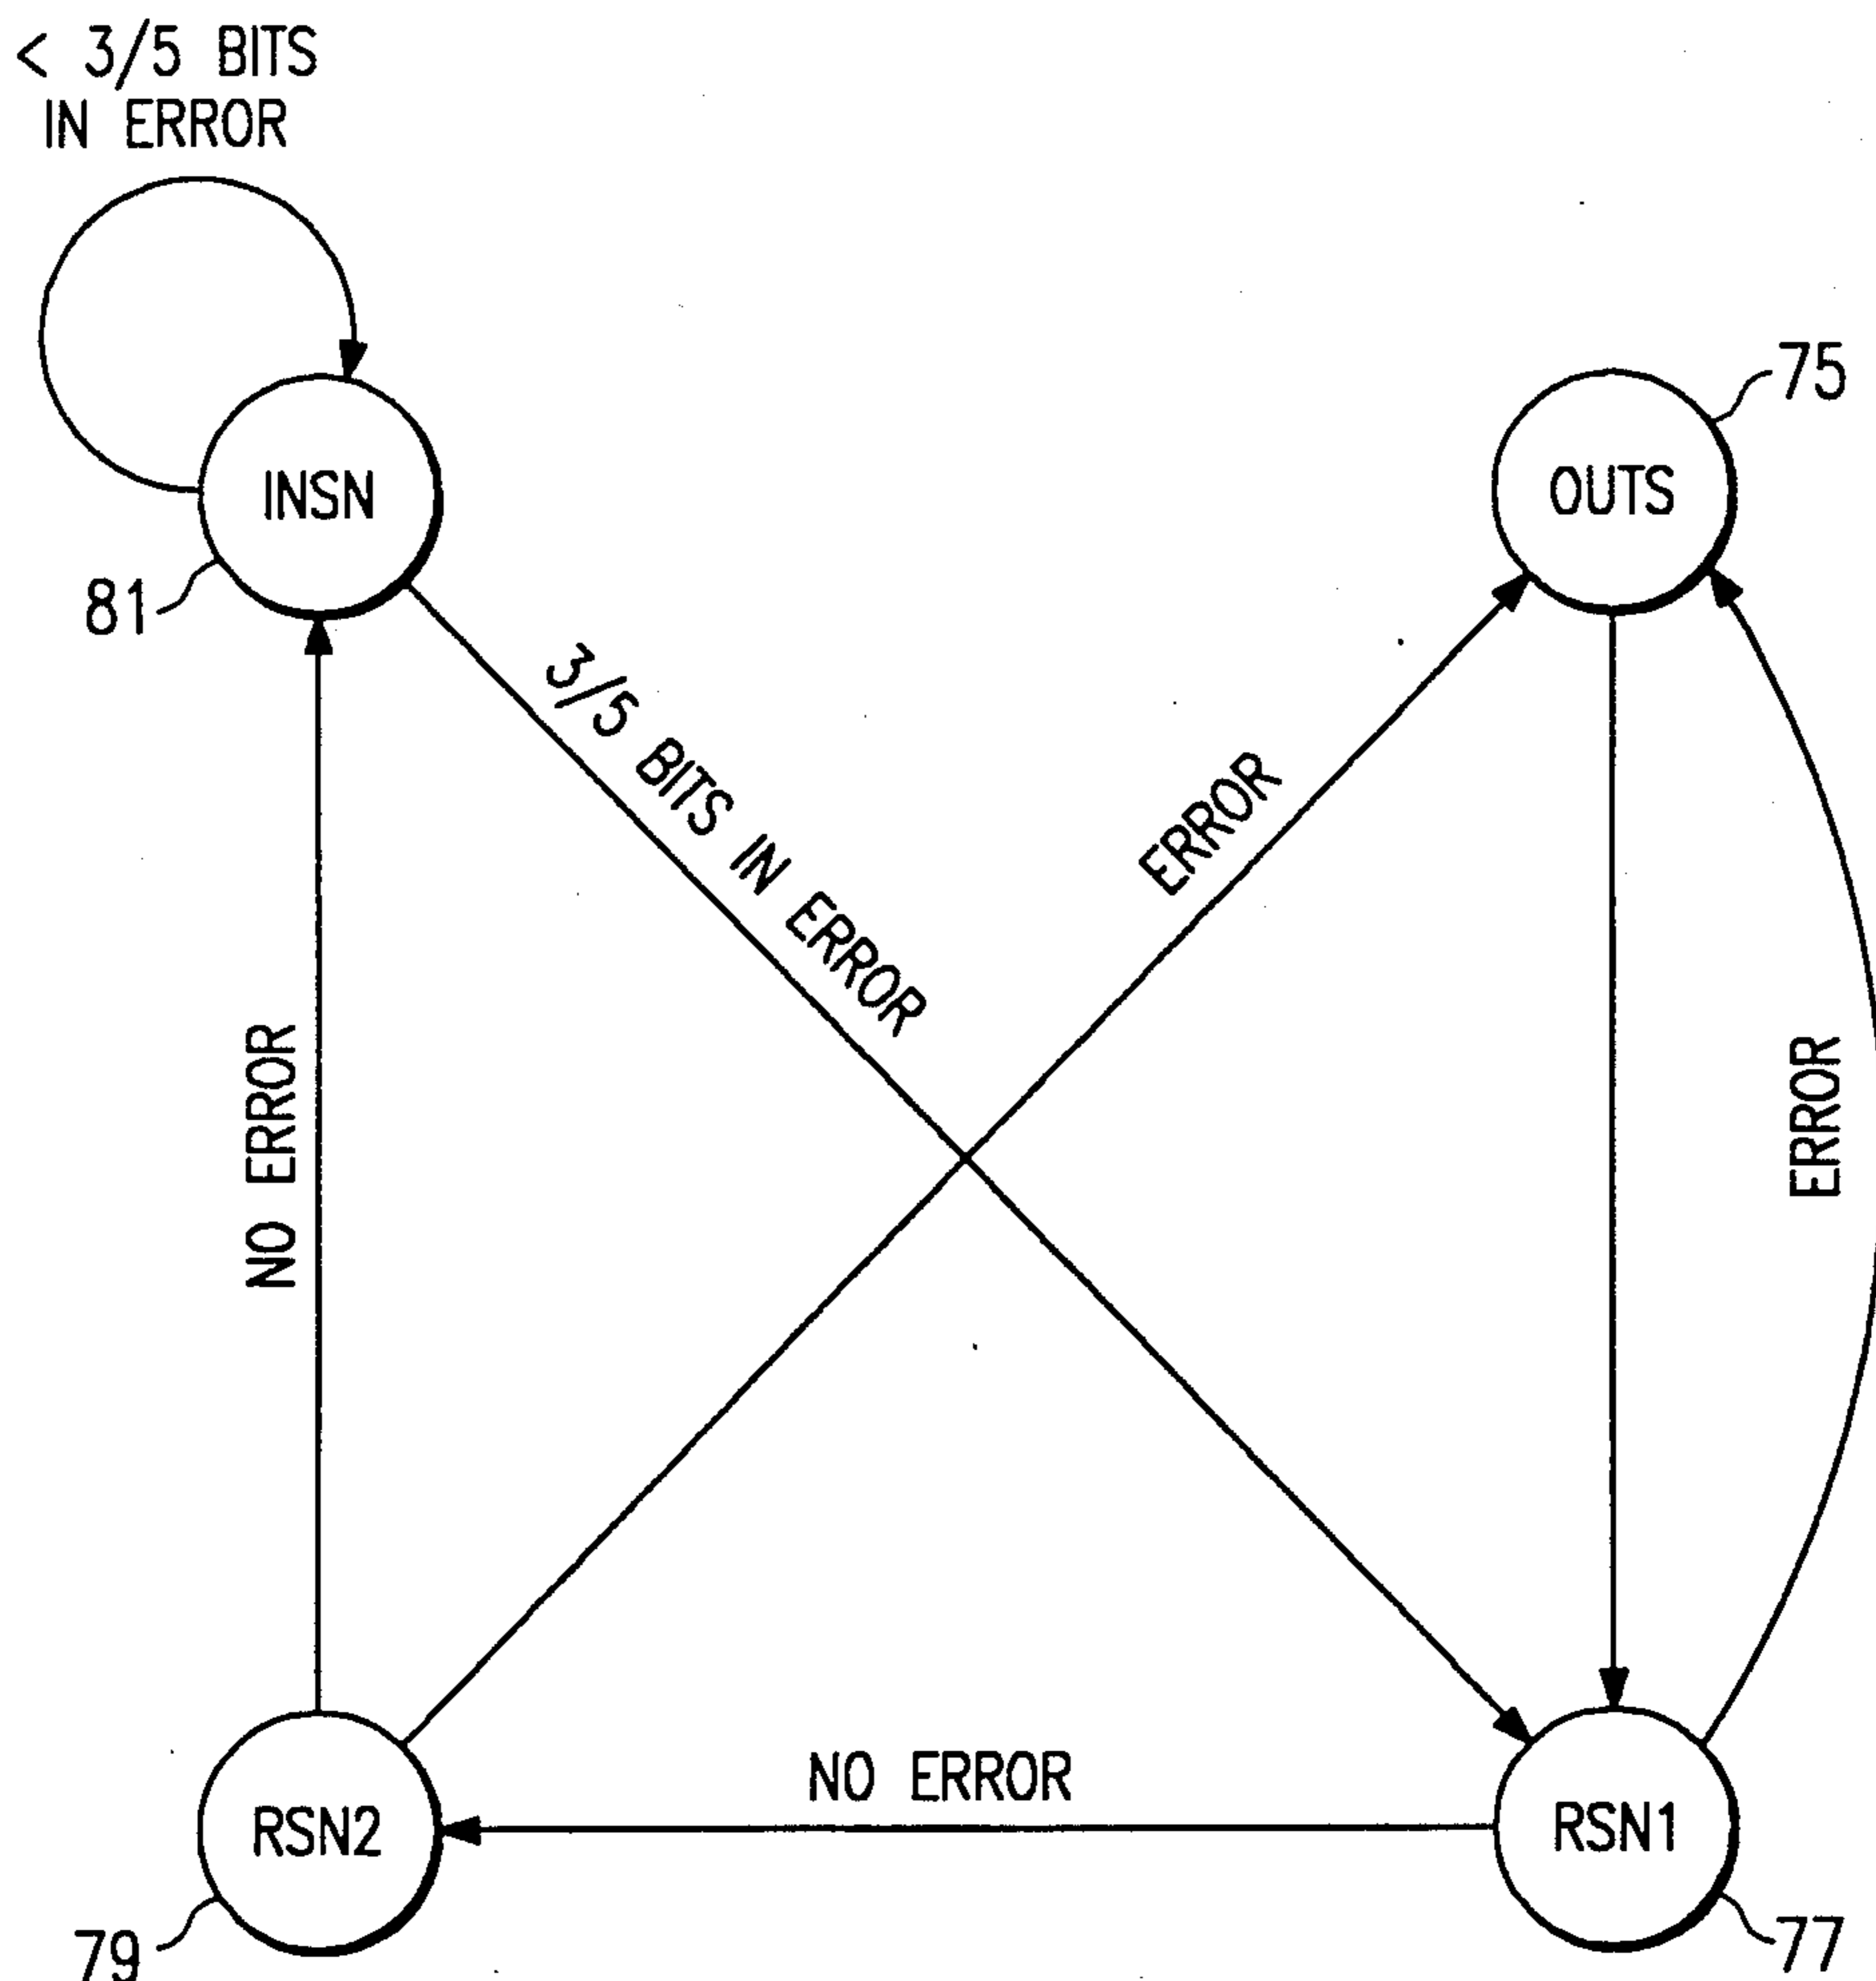 < 3/5 BITS
IN ERROR
INSN
81
OUTS
75
3/5 BITS IN ERROR
ERROR
NO ERROR
ERROR
NO ERROR
RSN2
79
RSN1
77